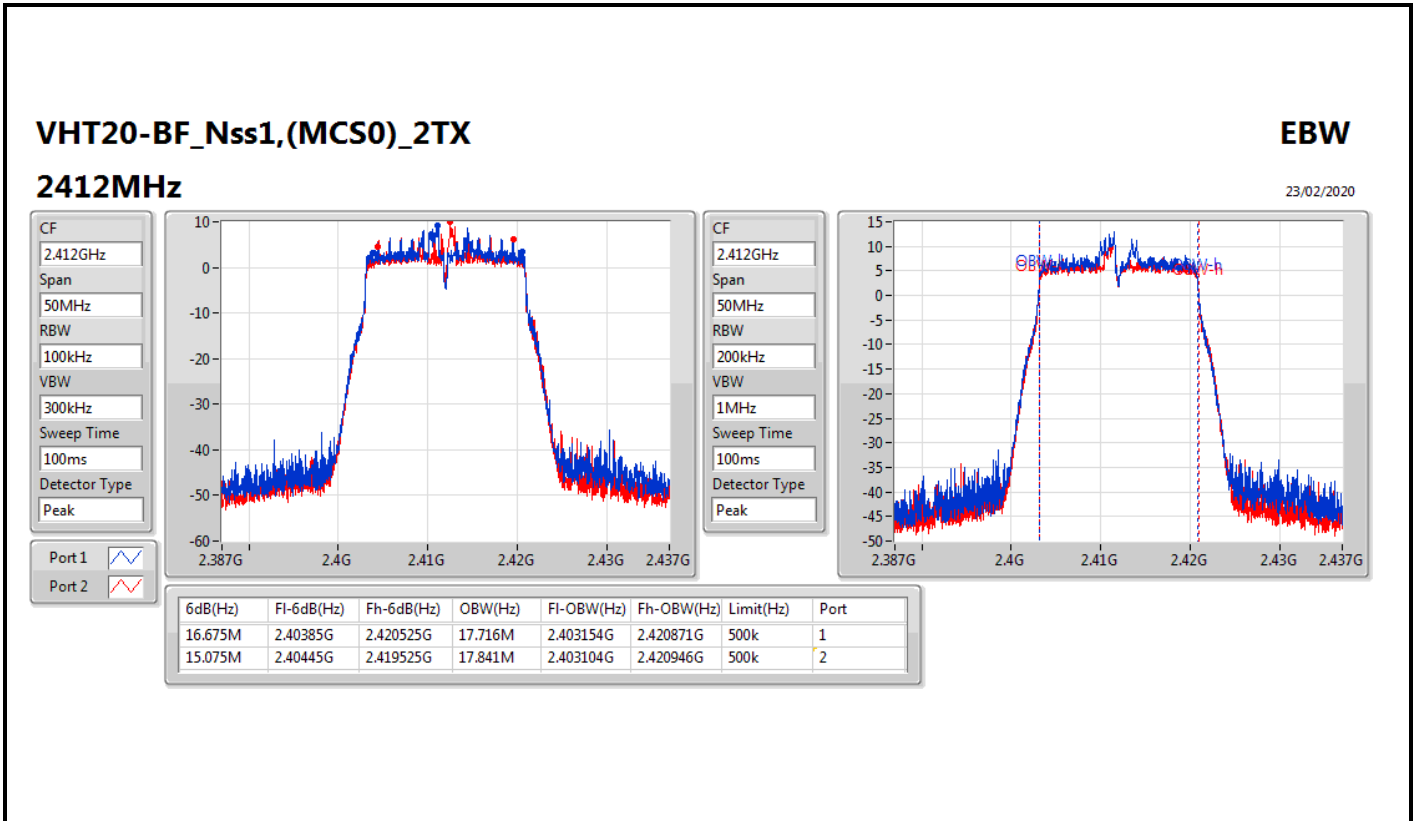 VHT20-BF_Nss1,(MCS0)_2TX
EBW
2412MHz
23/02/2020
CF
2.412GHz
Span
50MHz
RBW
100kHz
VBW
300kHz
Sweep Time
100ms
Detector Type
Peak
Port 1
Port 2
10
0
-10
-20
-30
-40
-50
-60
2.387G 2.4G 2.41G 2.42G 2.43G 2.437G
CF
2.412GHz
Span
50MHz
RBW
200kHz
VBW
1MHz
Sweep Time
100ms
Detector Type
Peak
15
10
5
0
-5
-10
-15
-20
-25
-30
-35
-40
-45
-50
2.387G 2.4G 2.41G 2.42G 2.43G 2.437G
6dB(Hz) Fl-6dB(Hz) Fh-6dB(Hz) OBW(Hz) Fl-OBW(Hz) Fh-OBW(Hz) Limit(Hz) Port
16.675M 2.40385G 2.420525G 17.716M 2.403154G 2.420871G 500k 1
15.075M 2.40445G 2.419525G 17.841M 2.403104G 2.420946G 500k 2